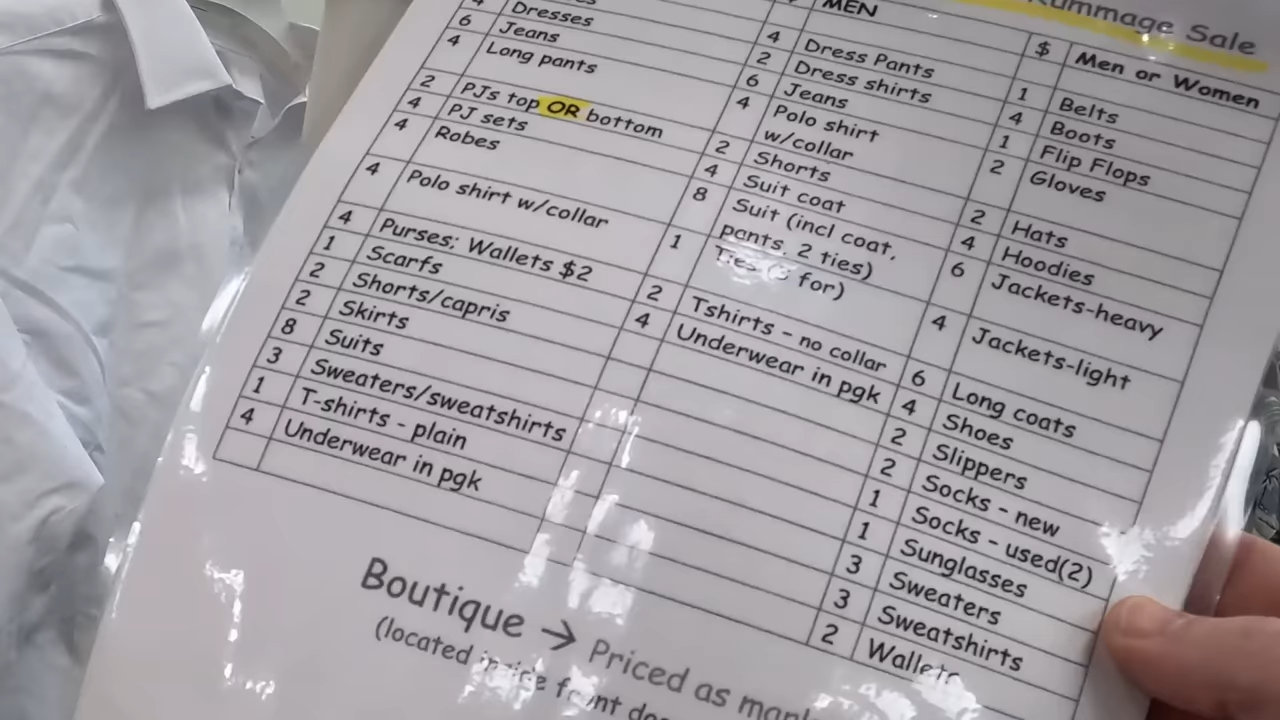 Rummage Sale
4 Dresses
6 Jeans
4 Long pants
2 PJs top OR bottom
4 PJ sets
4 Robes
4 Polo shirt w/collar
4 Purses; Wallets $2
1 Scarfs
2 Shorts/capris
2 Skirts
8 Suits
3 Sweaters/sweatshirts
1 T-shirts - plain
4 Underwear in pgk
MEN
4 Dress Pants
2 Dress shirts
6 Jeans
4 Polo shirt
w/collar
2 Shorts
4 Suit coat
8 Suit (incl coat,
pants, 2 ties)
1 Ties for)
2 Tshirts - no collar
4 Underwear in pgk
$ Men or Women
1 Belts
4 Boots
1 Flip Flops
2 Gloves
2 Hats
4 Hoodies
6 Jackets-heavy
4 Jackets-light
6 Long coats
4 Shoes
2 Slippers
2 Socks - new
1 Socks - used(2)
1 Sunglasses
3 Sweaters
3 Sweatshirts
2 Wallets
Boutique → Priced as
(located inside front